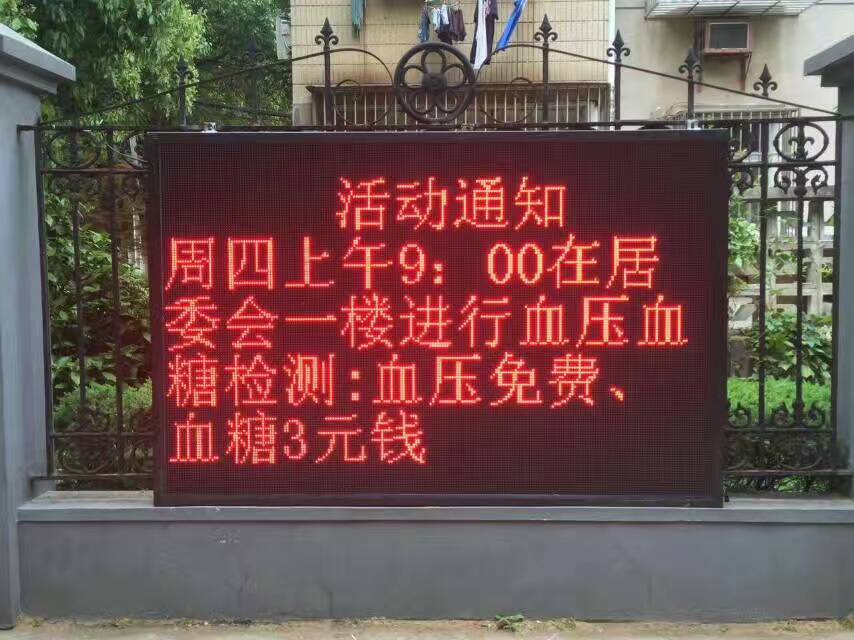 活动通知
周四上午9：00在居
委会一楼进行血压血
糖检测:血压免费、
血糖3元钱